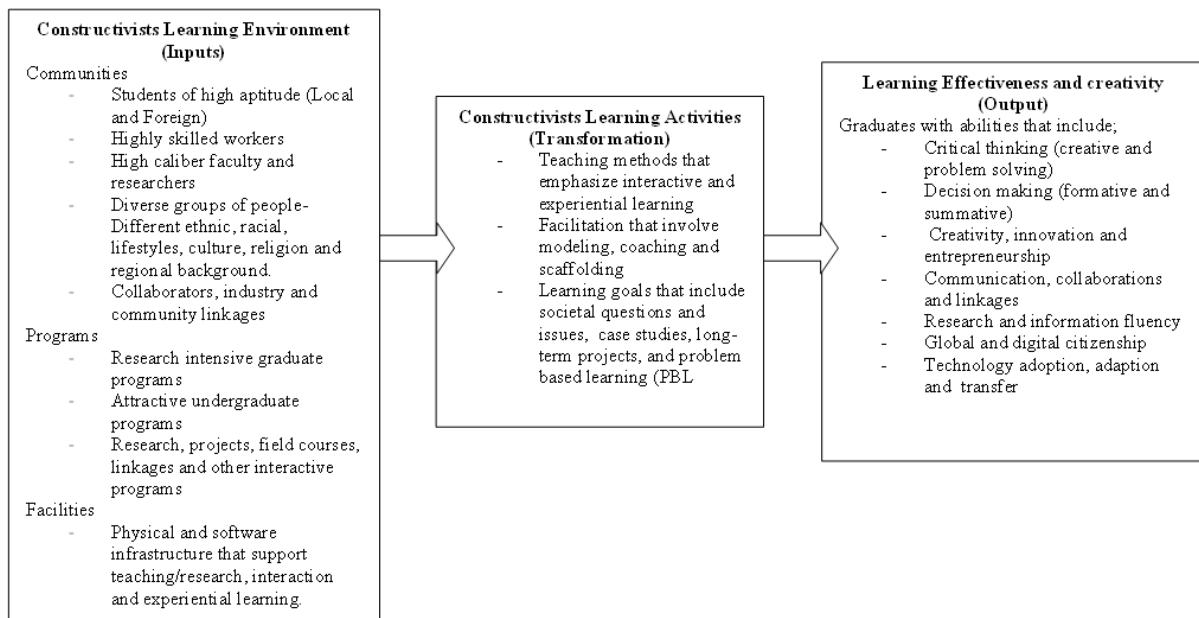 Constructivists Learning Environment
(Inputs)
Communities
- Students of high aptitude (Local
and Foreign)
- Highly skilled workers
- High caliber faculty and
researchers
- Diverse groups of people-
Different ethnic, racial,
lifestyles, culture, religion and
regional background.
- Collaborators, industry and
community linkages
Programs
- Research intensive graduate
programs
- Attractive undergraduate
programs
- Research, projects, field courses,
linkages and other interactive
programs
Facilities
- Physical and software
infrastructure that support
teaching/research, interaction
and experiential learning.
Constructivists Learning Activities
(Transformation)
- Teaching methods that
emphasize interactive and
experiential learning
- Facilitation that involve
modeling, coaching and
scaffolding
- Learning goals that include
societal questions and
issues, case studies, long-
term projects, and problem
based learning (PBL
Learning Effectiveness and creativity
(Output)
Graduates with abilities that include;
- Critical thinking (creative and
problem solving)
- Decision making (formative and
summative)
- Creativity, innovation and
entrepreneurship
- Communication, collaborations
and linkages
- Research and information fluency
- Global and digital citizenship
- Technology adoption, adaption
and transfer